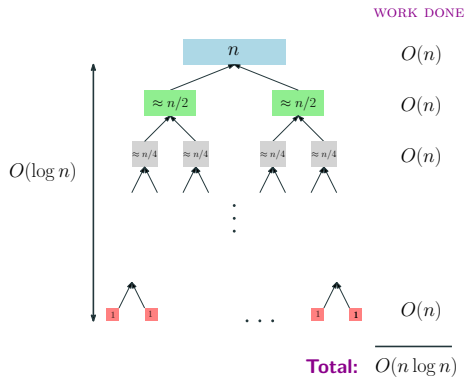 WORK DONE
n O(n)
≈ n/2 ≈ n/2 O(n)
≈ n/4 ≈ n/4 ≈ n/4 ≈ n/4 O(n)
O(log n)
⋮
1 1 . . . 1 1 O(n)
Total: O(n log n)